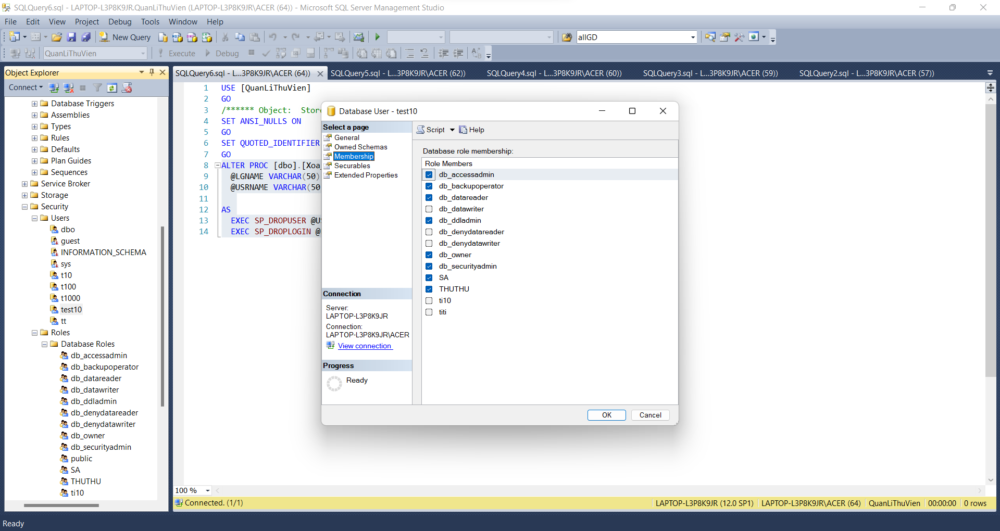 SQLQuery6.sql - LAPTOP-L3P8K9JR.QuanLiThuVien (LAPTOP-L3P8K9JR\ACER (64)) - Microsoft SQL Server Management Studio
File Edit View Project Debug Tools Window Help
New Query
allGD
QuanLiThuVien
Execute
Debug
Object Explorer
Connect
Database Triggers
Assemblies
Types
Rules
Defaults
Plan Guides
Sequences
Service Broker
Storage
Security
Users
dbo
guest
INFORMATION_SCHEMA
sys
t10
t100
t1000
test10
tt
Roles
Database Roles
db_accessadmin
db_backupoperator
db_datareader
db_datawriter
db_ddladmin
db_denydatareader
db_denydatawriter
db_owner
db_securityadmin
public
SA
THUTHU
ti10
SQLQuery6.sql - L...3P8K9JR\ACER (64)) SQLQuery5.sql - L...3P8K9JR\ACER (62)) SQLQuery4.sql - L...3P8K9JR\ACER (60)) SQLQuery3.sql - L...3P8K9JR\ACER (59)) SQLQuery2.sql - L...3P8K9JR\ACER (57))
1 USE [QuanLiThuVien]
2 GO
3 /****** Object: Stor
4 SET ANSI_NULLS ON
5 GO
6 SET QUOTED_IDENTIFIER
7 GO
8 ALTER PROC [dbo].[Xoa_
9 @LGNAME VARCHAR(50)
10 @USRNAME VARCHAR(50
11
12 AS
13 EXEC SP_DROPUSER @U
14 EXEC SP_DROPLOGIN @
Database User - test10
Select a page
General
Owned Schemas
Membership
Securables
Extended Properties
Connection
Server:
LAPTOP-L3P8K9JR
Connection:
LAPTOP-L3P8K9JR\ACER
View connection
Progress
Ready
Script Help
Database role membership:
Role Members
db_accessadmin
db_backupoperator
db_datareader
db_datawriter
db_ddladmin
db_denydatareader
db_denydatawriter
db_owner
db_securityadmin
SA
THUTHU
ti10
titi
OK Cancel
100 %
Connected. (1/1)
LAPTOP-L3P8K9JR (12.0 SP1) LAPTOP-L3P8K9JR\ACER (64) QuanLiThuVien 00:00:00 0 rows
Ready